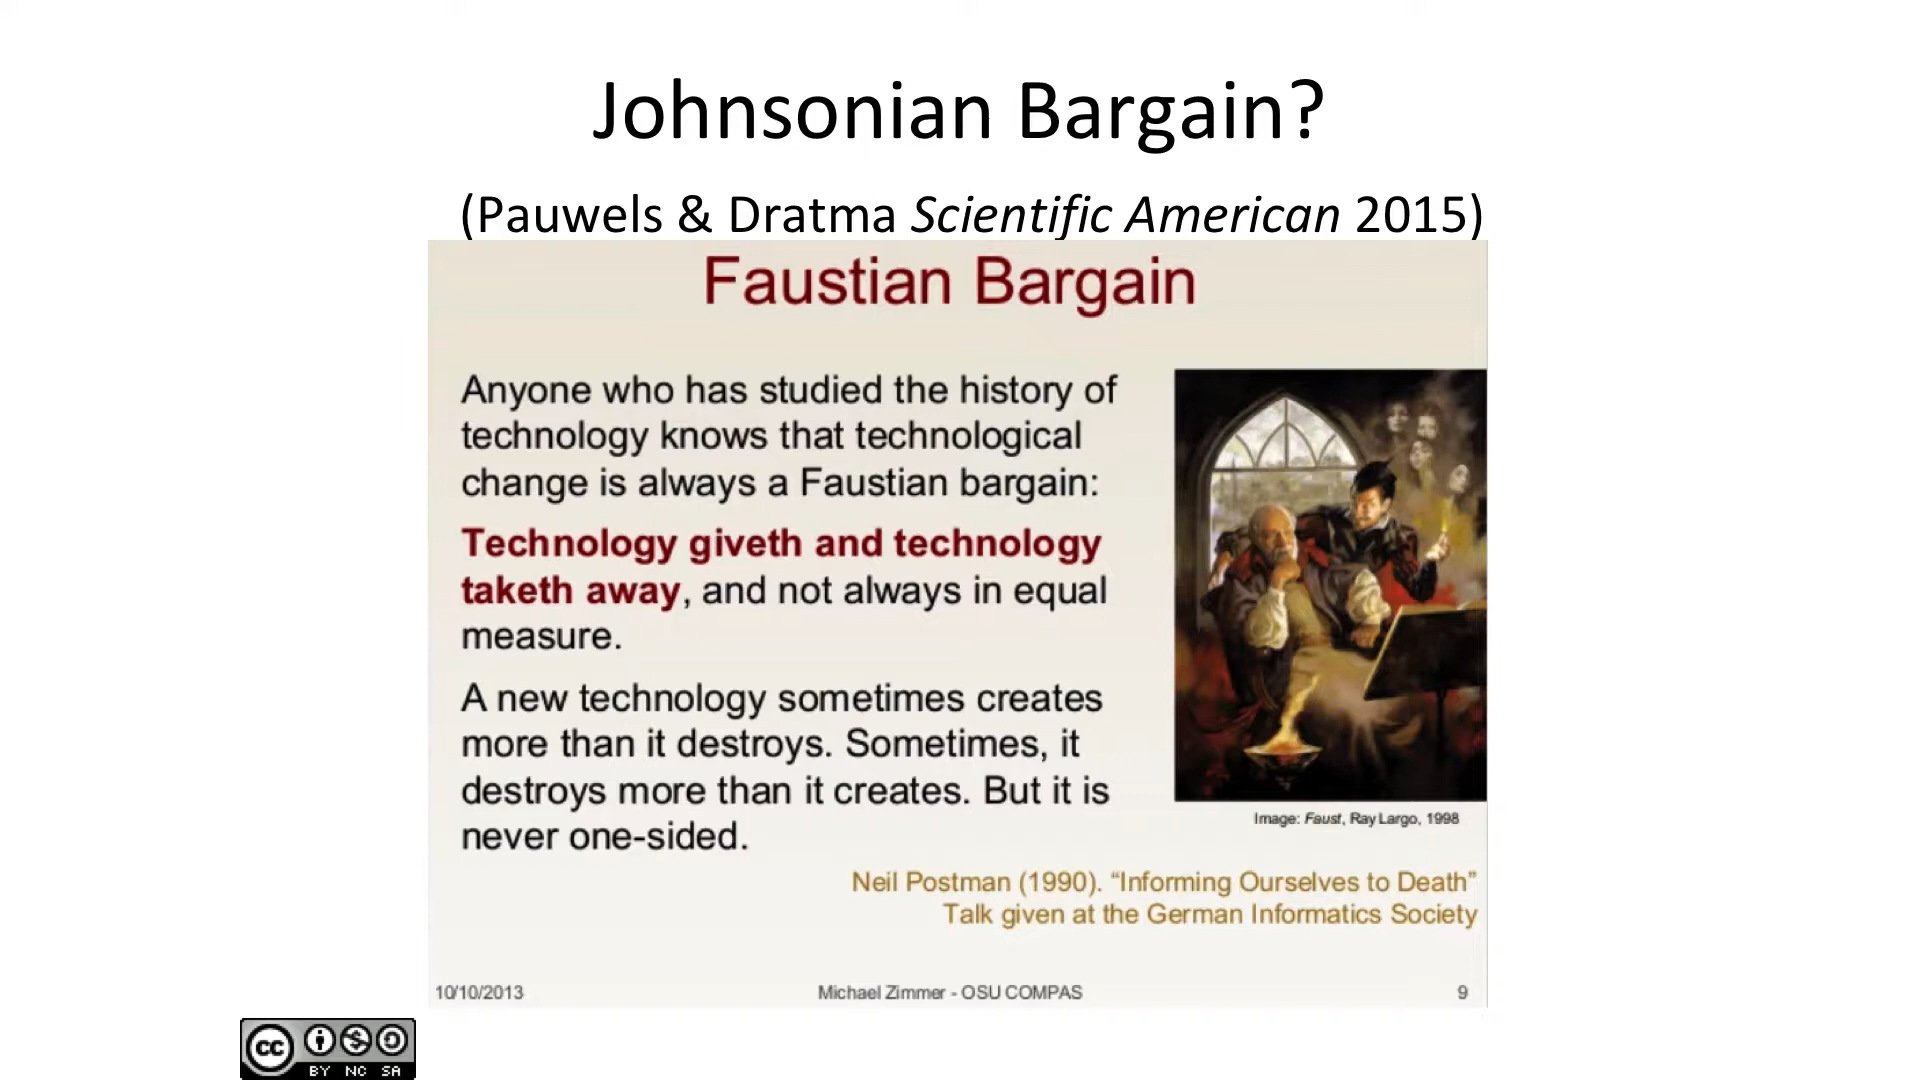 Johnsonian Bargain?
(Pauwels & Dratma Scientific American 2015)
Faustian Bargain
Anyone who has studied the history of
technology knows that technological
change is always a Faustian bargain:
Technology giveth and technology
taketh away, and not always in equal
measure.
A new technology sometimes creates
more than it destroys. Sometimes, it
destroys more than it creates. But it is
never one-sided.
Image: Faust, Ray Largo, 1998
Neil Postman (1990). “Informing Ourselves to Death”
Talk given at the German Informatics Society
10/10/2013 Michael Zimmer - OSU COMPAS 9
cc BY NC SA